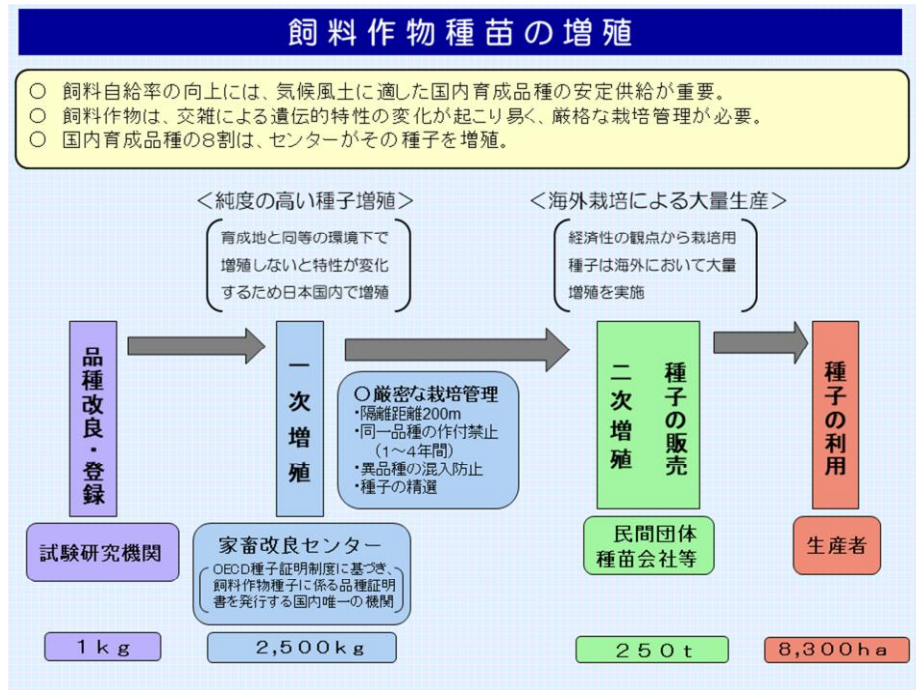 飼料作物種苗の増殖
○ 飼料自給率の向上には、気候風土に適した国内育成品種の安定供給が重要。
○ 飼料作物は、交雑による遺伝的特性の変化が起こり易く、厳格な栽培管理が必要。
○ 国内育成品種の8割は、センターがその種子を増殖。
＜純度の高い種子増殖＞
育成地と同等の環境下で
増殖しないと特性が変化
するため日本国内で増殖
＜海外栽培による大量生産＞
経済性の観点から栽培用
種子は海外において大量
増殖を実施
品種改良・登録
一次増殖
○厳密な栽培管理
・隔離距離200m
・同一品種の作付禁止
（1～4年間）
・異品種の混入防止
・種子の精選
種子の販売
二次増殖
種子の利用
試験研究機関
家畜改良センター
OECD種子証明制度に基づき、
飼料作物種子に係る品種証明
書を発行する国内唯一の機関
民間団体
種苗会社等
生産者
１ｋｇ
２,５００ｋｇ
２５０ｔ
８,３００ｈａ